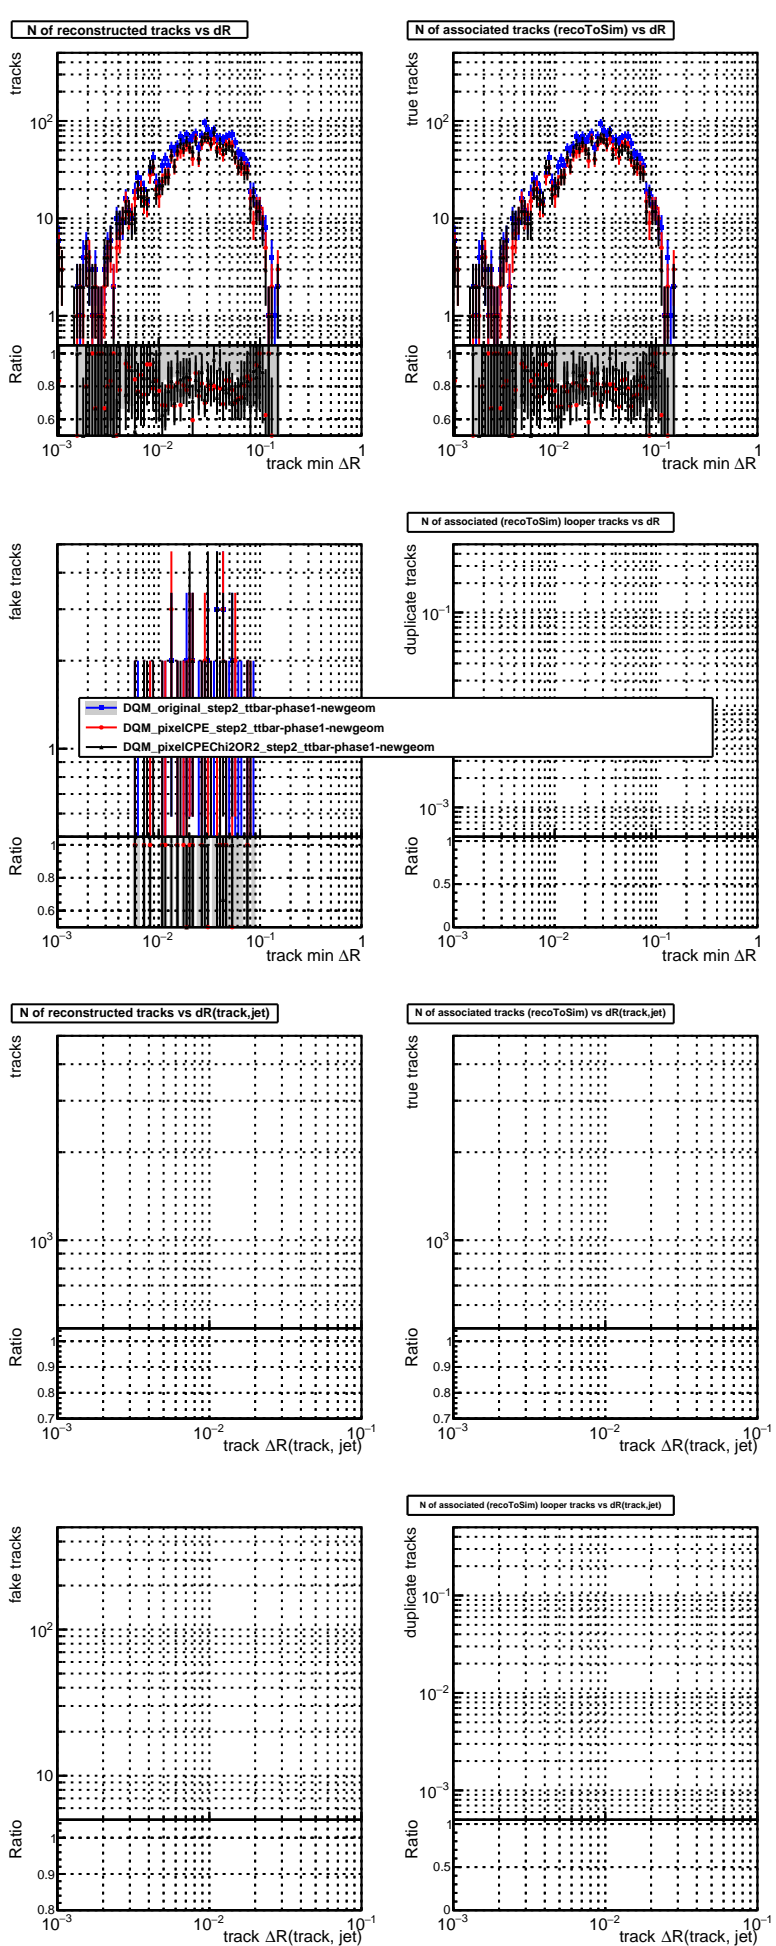 N of reconstructed tracks vs dR
tracks
10²
10
1
Ratio
1
0.8
0.6
10⁻³
10⁻²
10⁻¹
1
track min ΔR
N of associated tracks (recoToSim) vs dR
true tracks
10²
10
1
Ratio
1
0.8
0.6
10⁻³
10⁻²
10⁻¹
1
track min ΔR
fake tracks
1
Ratio
1
0.8
0.6
10⁻³
10⁻²
10⁻¹
1
track min ΔR
N of associated (recoToSim) looper tracks vs dR
duplicate tracks
10⁻¹
10⁻³
Ratio
1
0.5
0
10⁻³
10⁻²
10⁻¹
1
track min ΔR
DQM_original_step2_ttbar-phase1-newgeom
DQM_pixelCPE_step2_ttbar-phase1-newgeom
DQM_pixelCPEChi2OR2_step2_ttbar-phase1-newgeom
N of reconstructed tracks vs dR(track,jet)
tracks
10³
Ratio
1
0.9
0.8
0.7
10⁻³
10⁻²
10⁻¹
track ΔR(track, jet)
N of associated tracks (recoToSim) vs dR(track,jet)
true tracks
10³
Ratio
1
0.9
0.8
0.7
10⁻³
10⁻²
10⁻¹
track ΔR(track, jet)
fake tracks
10²
10
Ratio
1
0.9
0.8
10⁻³
10⁻²
10⁻¹
track ΔR(track, jet)
N of associated (recoToSim) looper tracks vs dR(track,jet)
duplicate tracks
10⁻¹
10⁻²
10⁻³
Ratio
1
0.5
0
10⁻³
10⁻²
10⁻¹
track ΔR(track, jet)